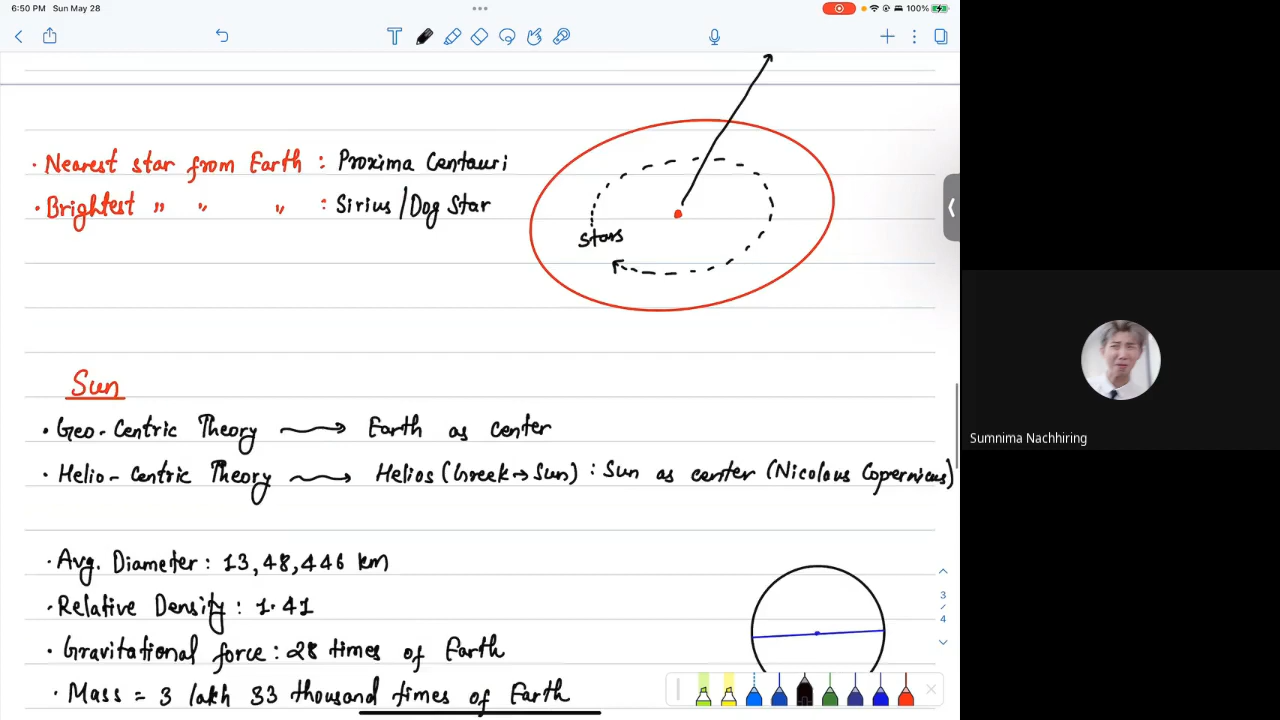 6:50 PM Sun May 28
100%
· Nearest star from Earth : Proxima Centauri
· Brightest " " " : Sirius/Dog Star
stars
Sun
· Geo-Centric Theory → Earth as center
· Helio-Centric Theory → Helios (Greek→Sun) : Sun as center (Nicolaus Copernicus)
· Avg. Diameter : 13,48,446 km
· Relative Density : 1.41
· Gravitational force : 28 times of Earth
· Mass = 3 lakh 33 thousand times of Earth
3
/
4
Sumnima Nachhiring